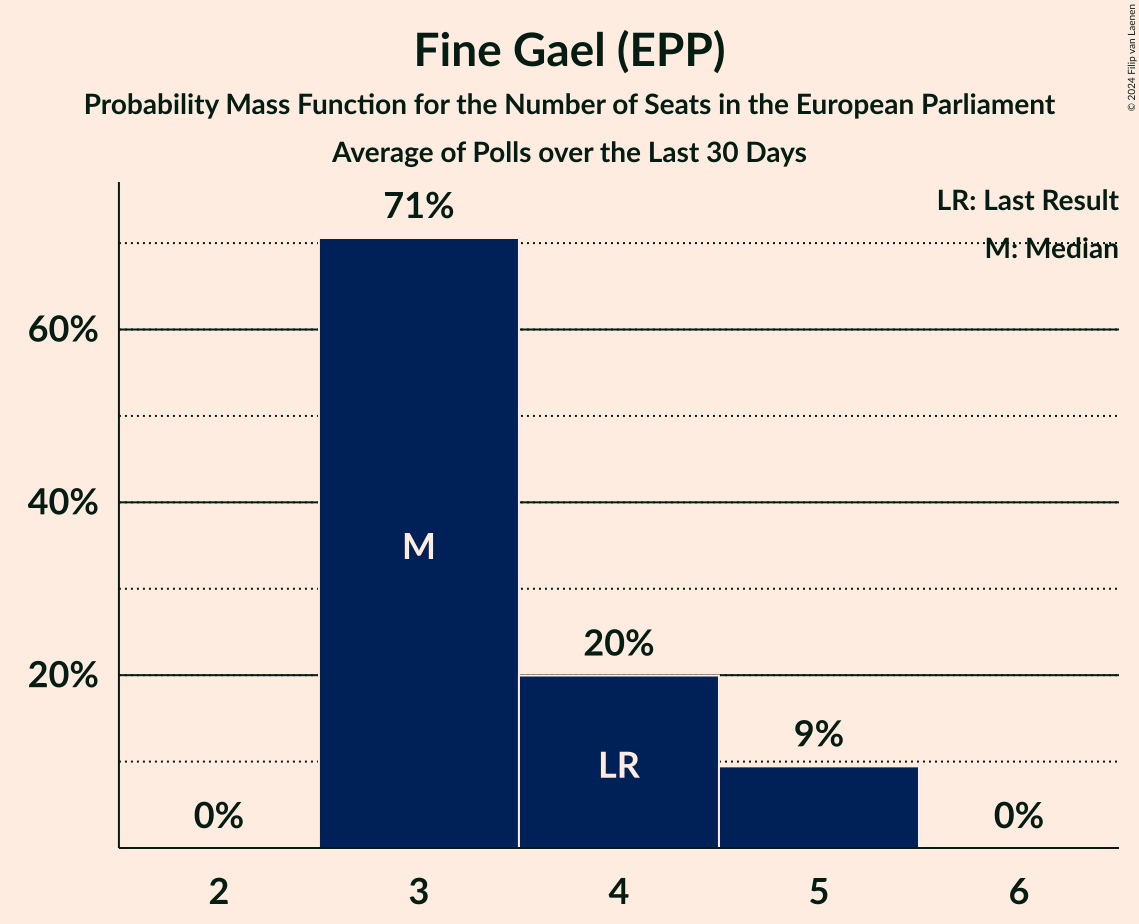 Fine Gael (EPP)
Probability Mass Function for the Number of Seats in the European Parliament
Average of Polls over the Last 30 Days
© 2024 Filip van Laenen
LR: Last Result
M: Median
71%
60%
40%
20%
M
20%
LR
9%
0%
0%
2 3 4 5 6